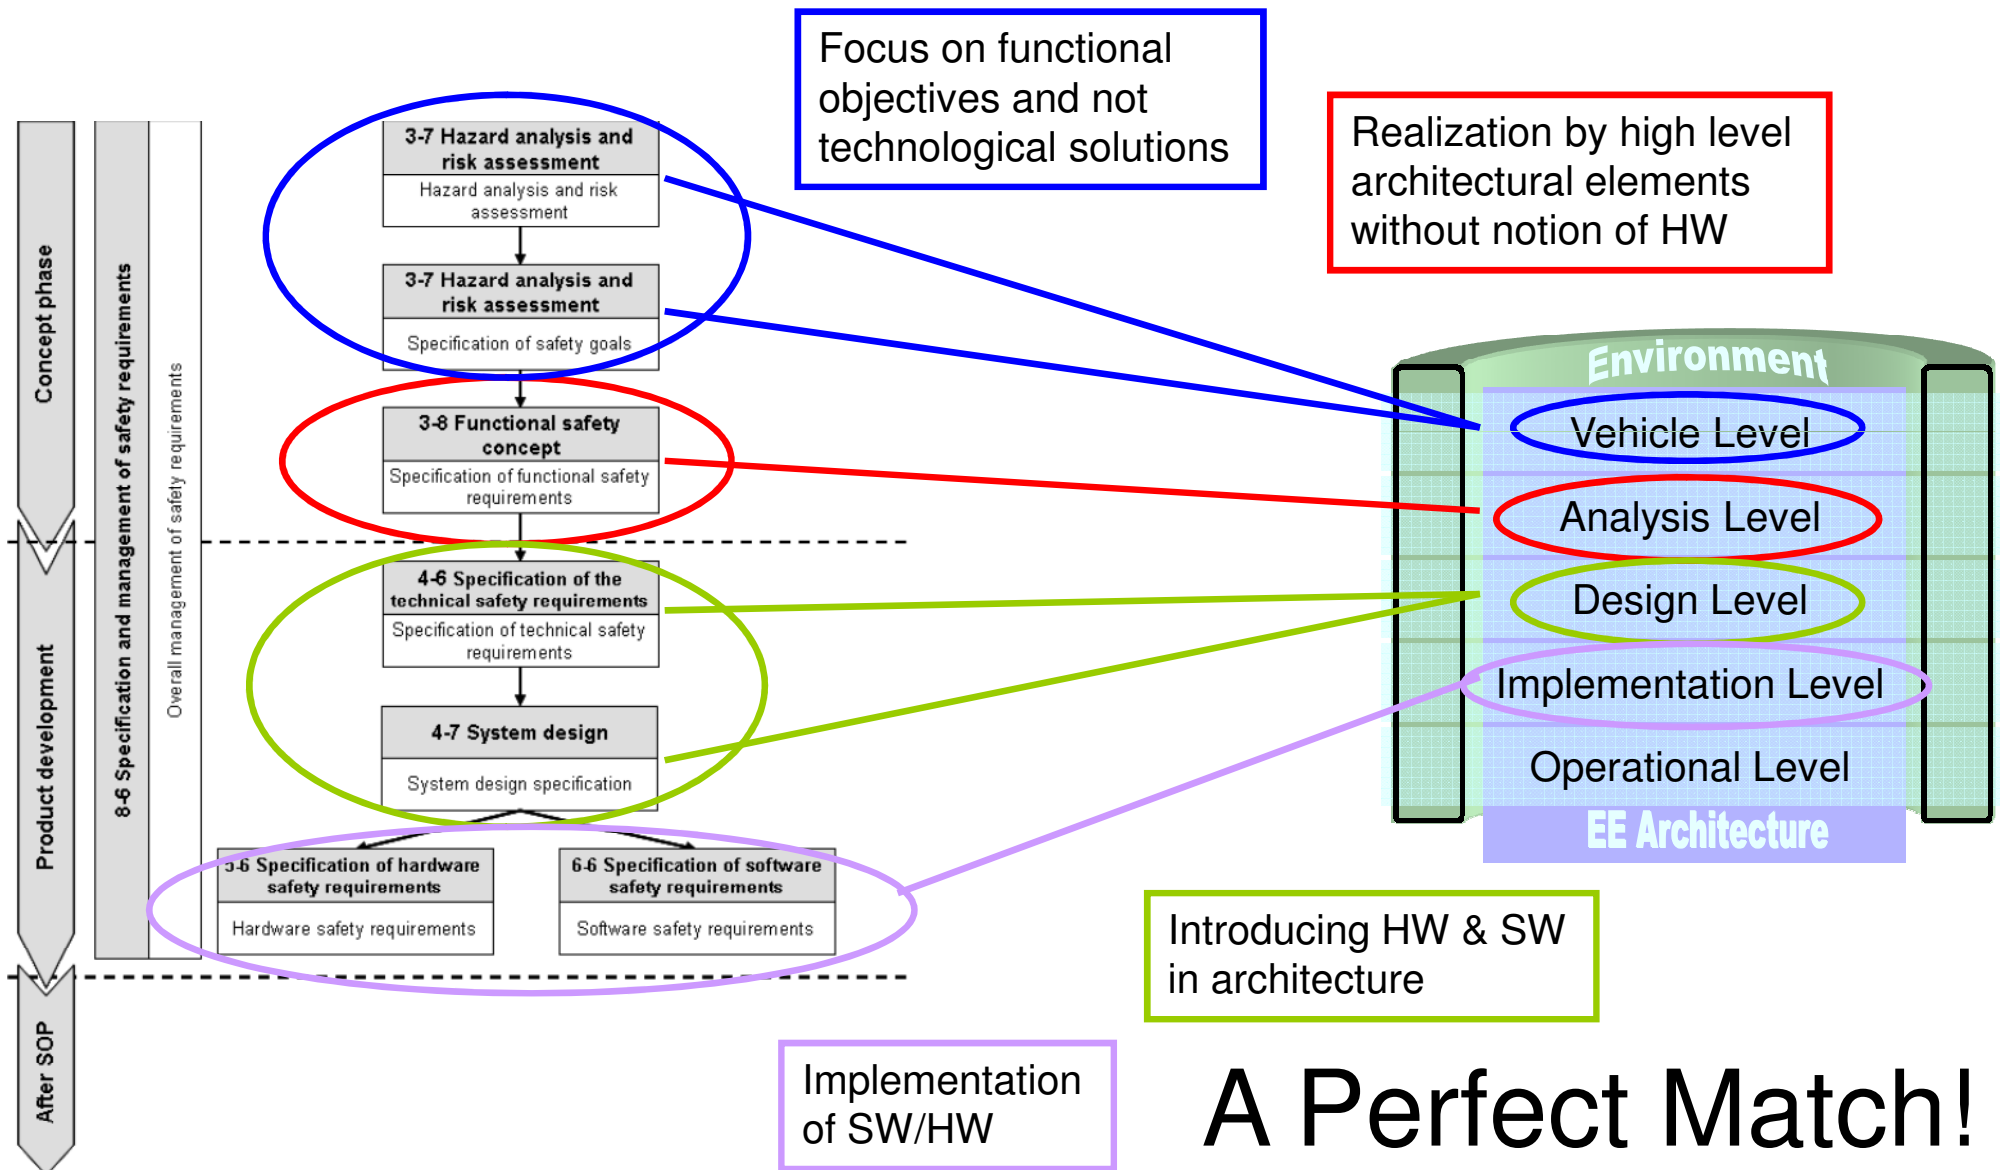 Focus on functional
objectives and not
technological solutions
Realization by high level
architectural elements
without notion of HW
Concept phase
Product development
After SOP
8-6 Specification and management of safety requirements
Overall management of safety requirements
3-7 Hazard analysis and
risk assessment
Hazard analysis and risk
assessment
3-7 Hazard analysis and
risk assessment
Specification of safety goals
3-8 Functional safety
concept
Specification of functional safety
requirements
4-6 Specification of the
technical safety requirements
Specification of technical safety
requirements
4-7 System design
System design specification
5-6 Specification of hardware
safety requirements
Hardware safety requirements
6-6 Specification of software
safety requirements
Software safety requirements
Environment
Vehicle Level
Analysis Level
Design Level
Implementation Level
Operational Level
EE Architecture
Introducing HW & SW
in architecture
Implementation
of SW/HW
A Perfect Match!